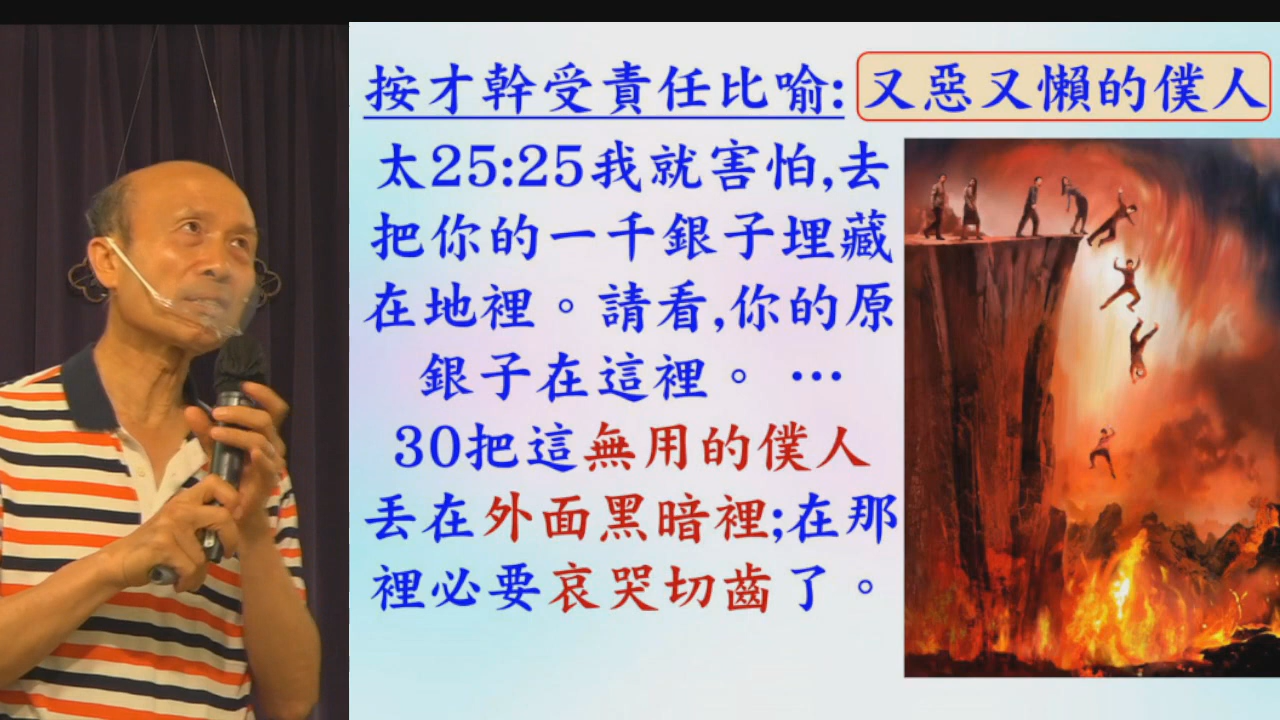 按才幹受責任比喻: 又惡又懶的僕人
太25:25我就害怕,去
把你的一千銀子埋藏
在地裡。請看,你的原
銀子在這裡。 …
30把這無用的僕人
丟在外面黑暗裡;在那
裡必要哀哭切齒了。